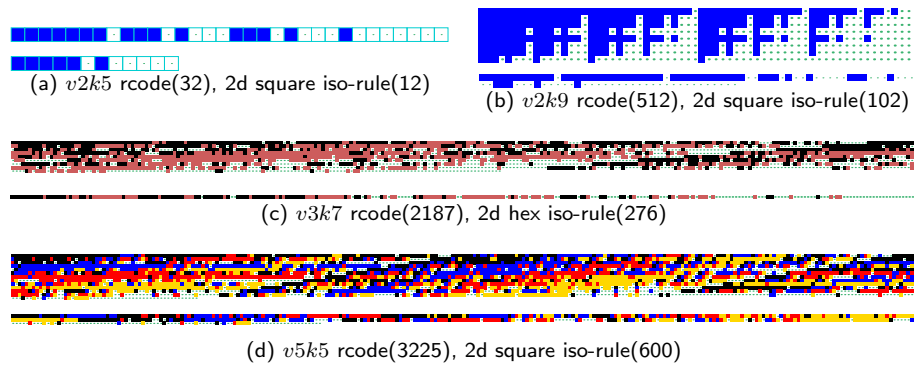 (a) v2k5 rcode(32), 2d square iso-rule(12)
(b) v2k9 rcode(512), 2d square iso-rule(102)
(c) v3k7 rcode(2187), 2d hex iso-rule(276)
(d) v5k5 rcode(3225), 2d square iso-rule(600)